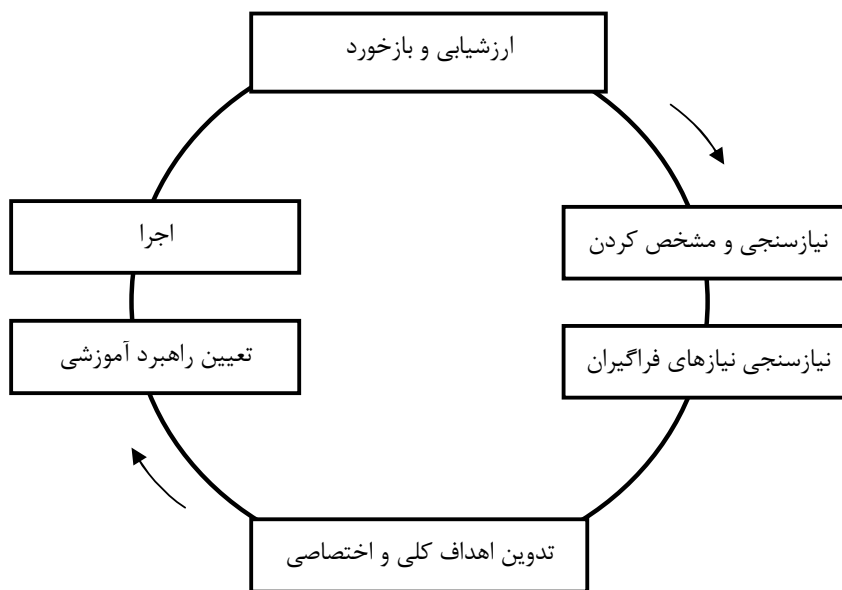 ارزشیابی و بازخورد
نیازسنجی و مشخص کردن
اجرا
نیازسنجی نیازهای فراگیران
تعیین راهبرد آموزشی
تدوین اهداف کلی و اختصاصی